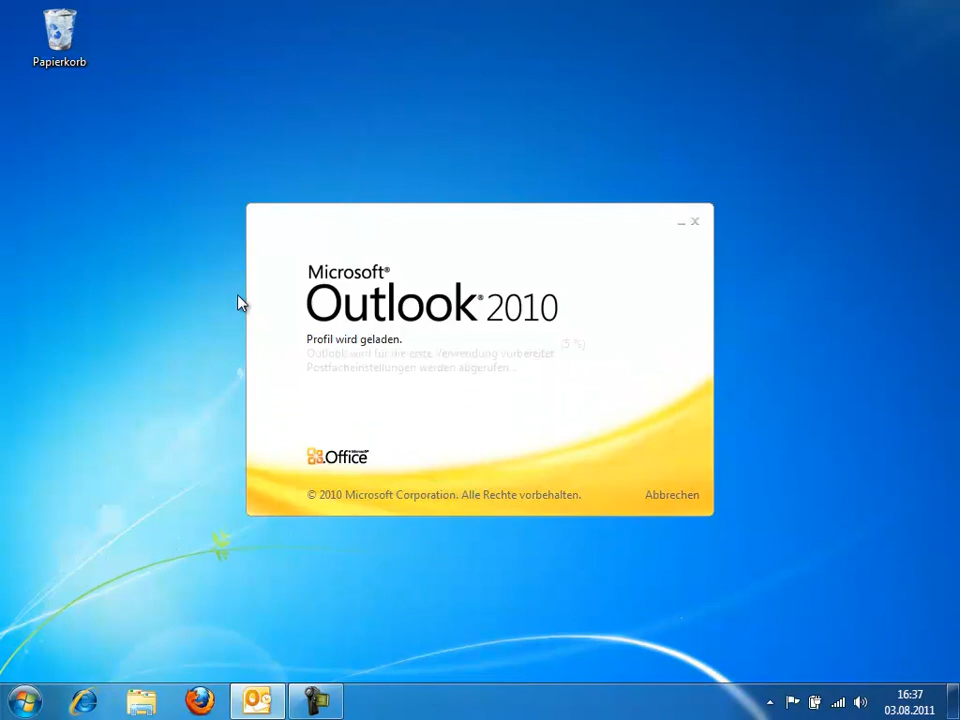 Papierkorb
Microsoft®
Outlook® 2010
Profil wird geladen.
(5 %)
Outlook wird für die erste Verwendung vorbereitet
Postfacheinstellungen werden abgerufen...
Office
© 2010 Microsoft Corporation. Alle Rechte vorbehalten.
Abbrechen
16:37
03.08.2011